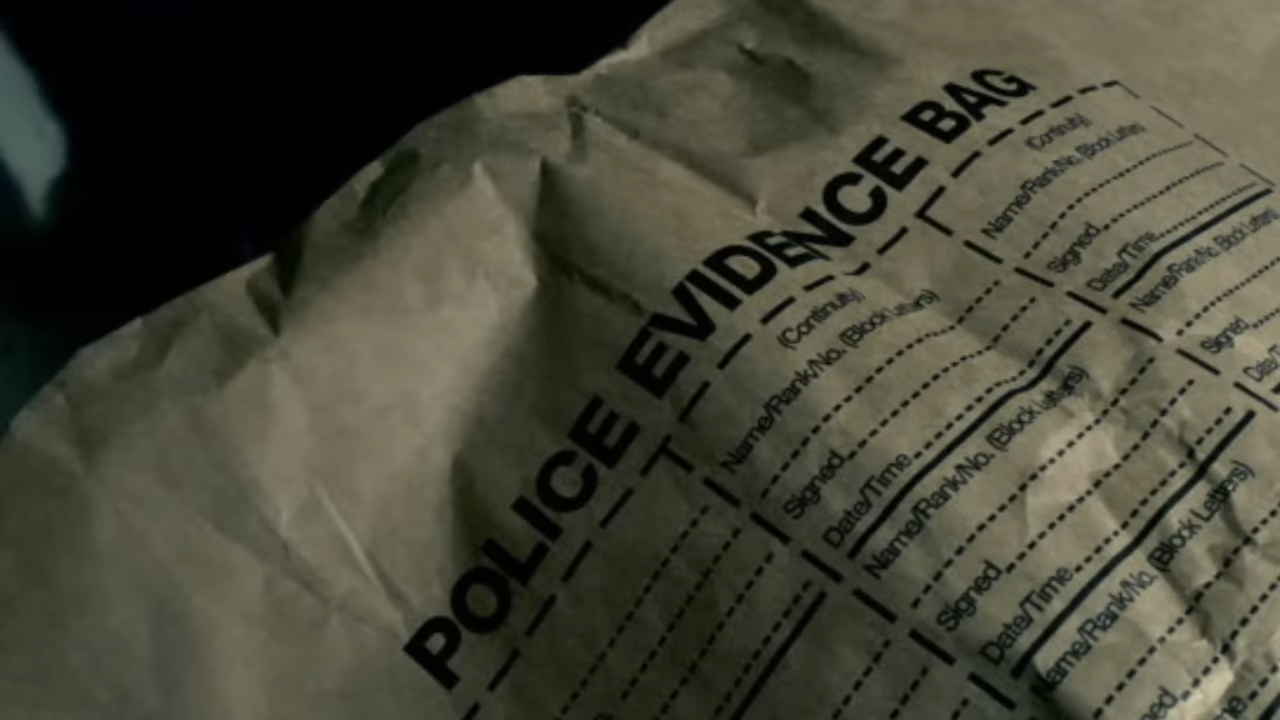 POLICE EVIDENCE BAG
(Continuity)
Name/Rank/No. (Block Letters)
Signed
Date/Time
Name/Rank/No. (Block Letters)
Signed
Date/Time
Name/Rank/No. (Block Letters)
(Continuity)
Name/Rank/No. (Block Letters)
Signed
Date/Time
Name/Rank/No. (Block Letters)
Signed